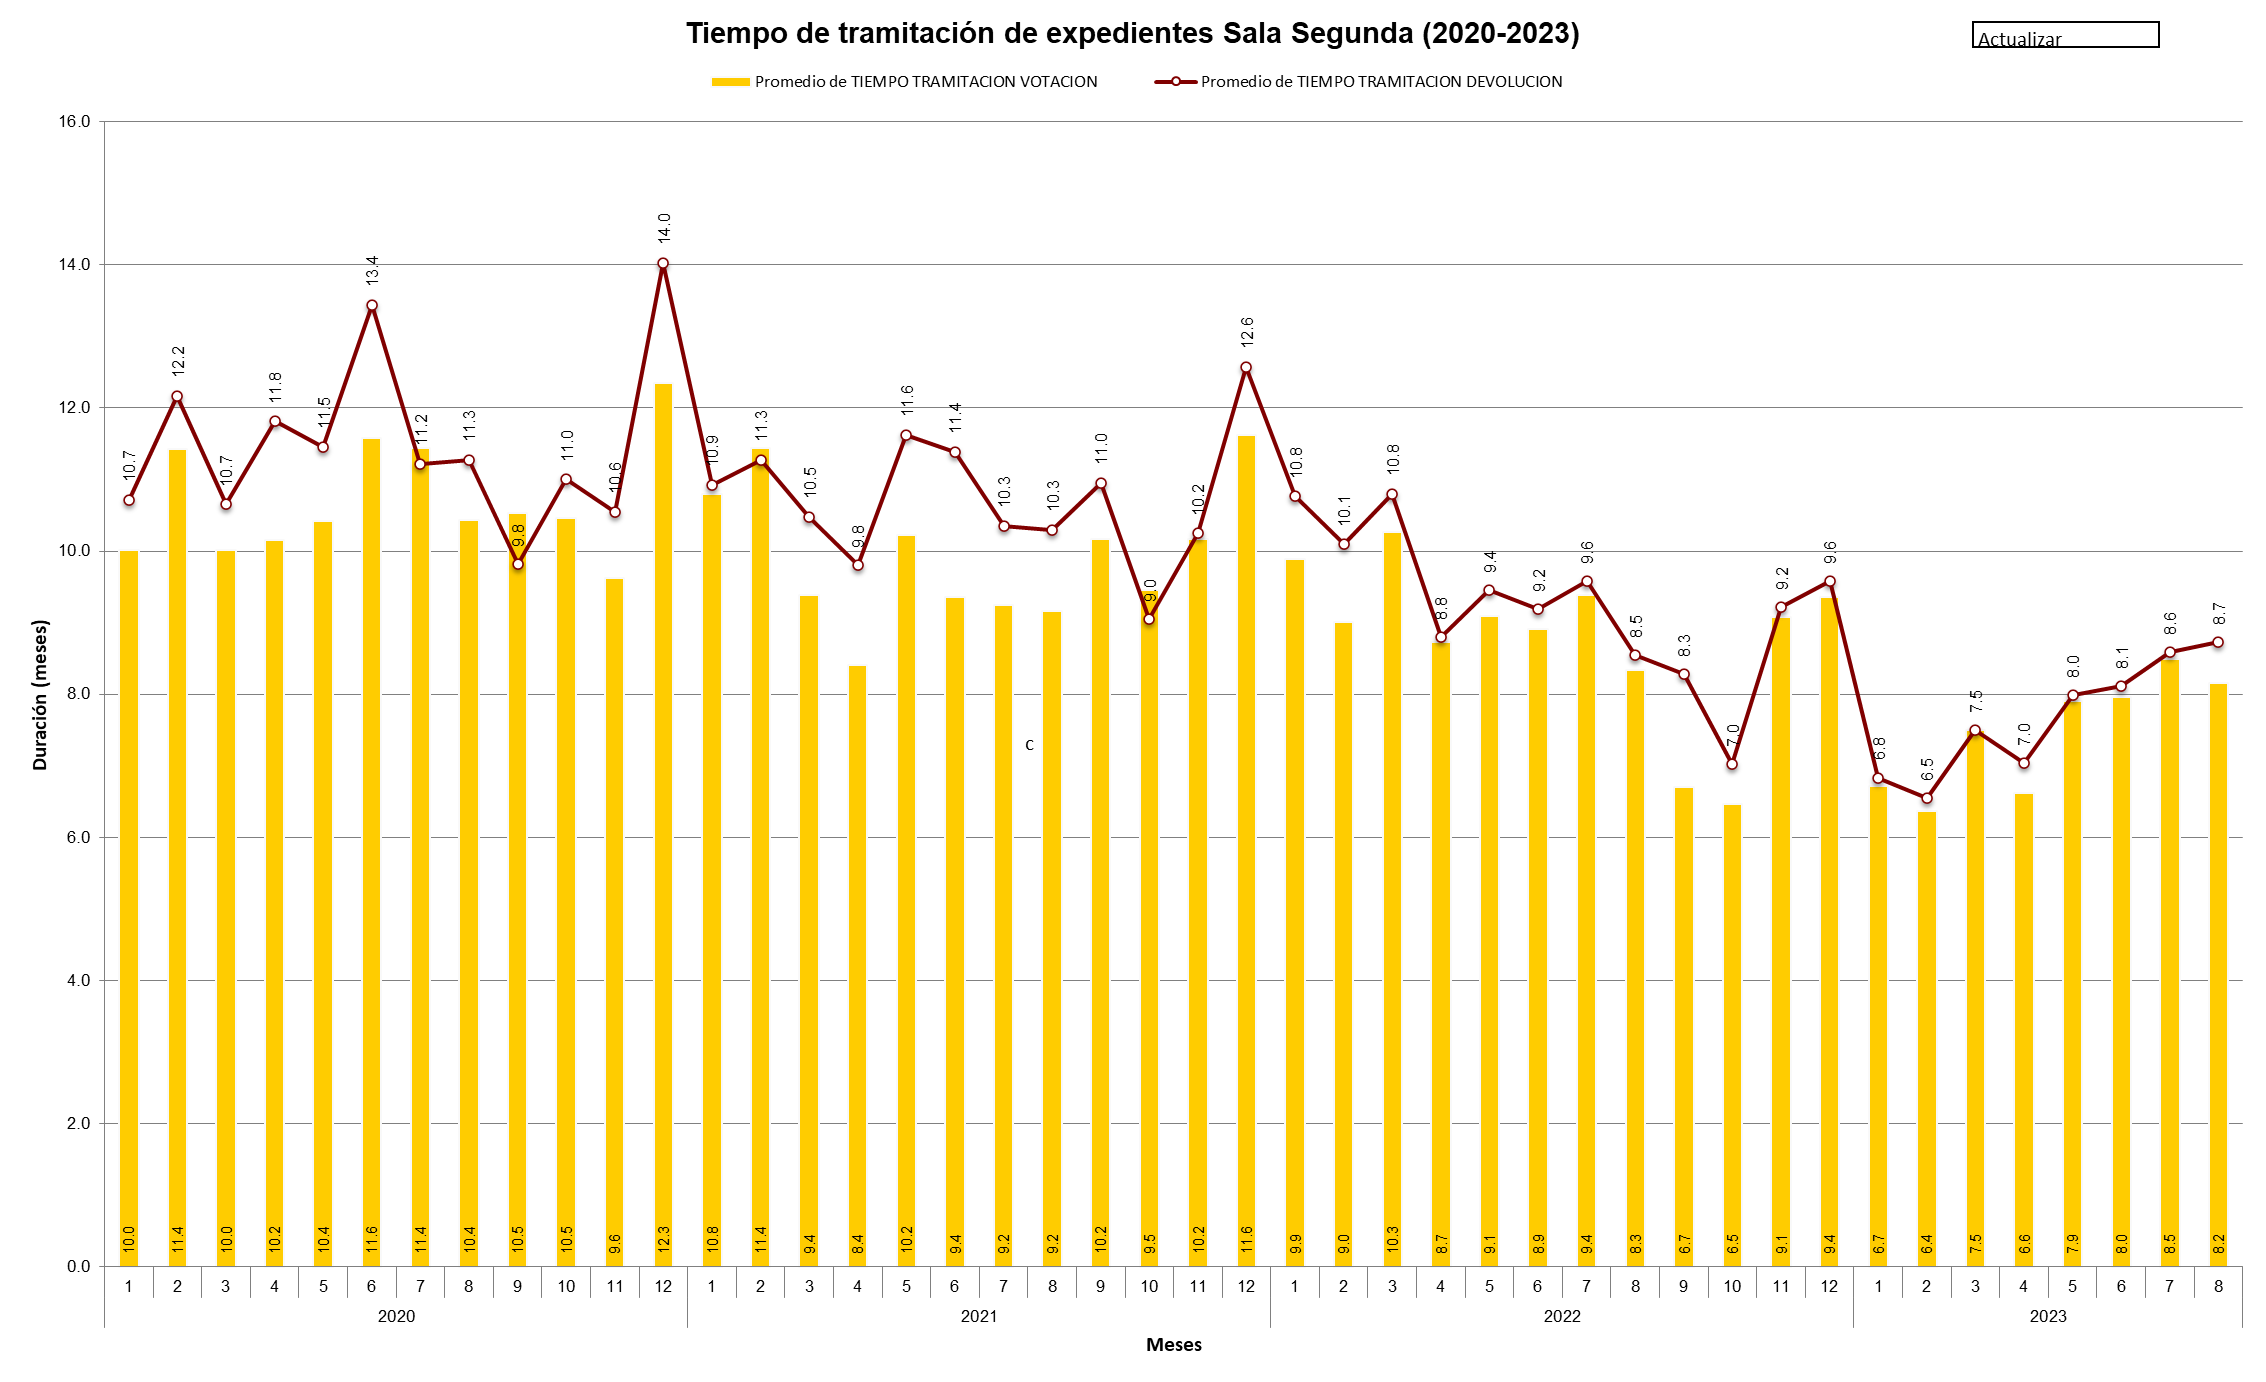 Tiempo de tramitación de expedientes Sala Segunda (2020-2023)
Actualizar
Promedio de TIEMPO TRAMITACION VOTACION Promedio de TIEMPO TRAMITACION DEVOLUCION
16.0
14.0
12.0
10.0
8.0
6.0
4.0
2.0
0.0
Duración (meses)
10.7 12.2 10.7 11.8 11.5 13.4 11.2 11.3 9.8 11.0 10.6 14.0 10.9 11.3 10.5 9.8 11.6 11.4 10.3 10.3 11.0 9.0 10.2 12.6 10.8 10.1 10.8 8.8 9.4 9.2 9.6 8.5 8.3 7.0 9.2 9.6 6.8 6.5 7.5 7.0 8.0 8.1 8.6 8.7
C
10.0 11.4 10.0 10.2 10.4 11.6 11.4 10.4 10.5 10.5 9.6 12.3 10.8 11.4 9.4 8.4 10.2 9.4 9.2 9.2 10.2 9.5 10.2 11.6 9.9 9.0 10.3 8.7 9.1 8.9 9.4 8.3 6.7 6.5 9.1 9.4 6.7 6.4 7.5 6.6 7.9 8.0 8.5 8.2
1 2 3 4 5 6 7 8 9 10 11 12 1 2 3 4 5 6 7 8 9 10 11 12 1 2 3 4 5 6 7 8 9 10 11 12 1 2 3 4 5 6 7 8
2020 2021 2022 2023
Meses